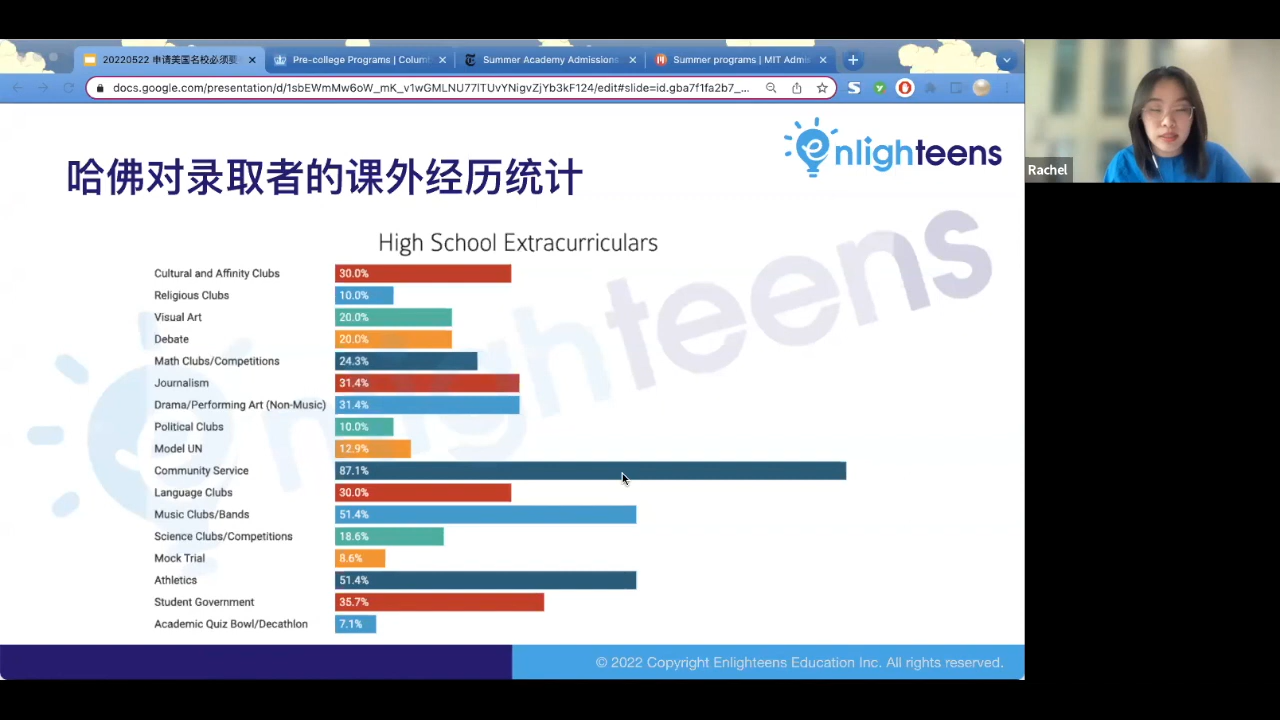 20220522 申请美国名校必须要
Pre-college Programs | Colum
Summer Academy Admissions
Summer programs | MIT Admis
docs.google.com/presentation/d/1sbEWmMw6oW_mK_v1wGMLNU77lTUvYNigvZjYb3kF124/edit#slide=id.gba7f1fa2b7_...
enlighteens
Rachel
哈佛对录取者的课外经历统计
High School Extracurriculars
Cultural and Affinity Clubs 30.0%
Religious Clubs 10.0%
Visual Art 20.0%
Debate 20.0%
Math Clubs/Competitions 24.3%
Journalism 31.4%
Drama/Performing Art (Non-Music) 31.4%
Political Clubs 10.0%
Model UN 12.9%
Community Service 87.1%
Language Clubs 30.0%
Music Clubs/Bands 51.4%
Science Clubs/Competitions 18.6%
Mock Trial 8.6%
Athletics 51.4%
Student Government 35.7%
Academic Quiz Bowl/Decathlon 7.1%
enlighteens
© 2022 Copyright Enlighteens Education Inc. All rights reserved.